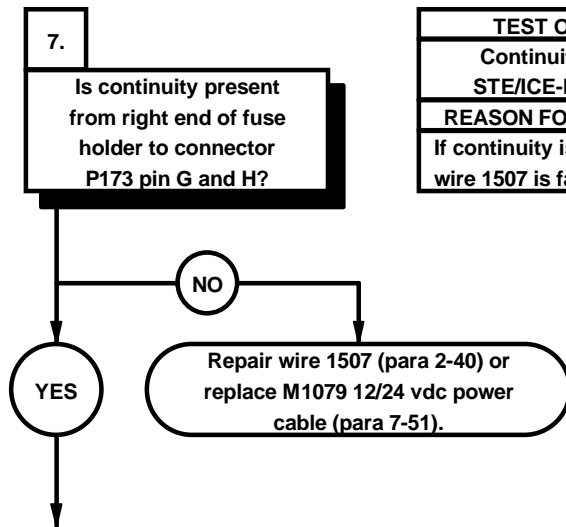 7.
Is continuity present
from right end of fuse
holder to connector
P173 pin G and H?
TEST
Continui
STE/ICE-
REASON
If continuity
wire 1507 is
NO
YES
Repair wire 1507 (para 2-40) or
replace M1079 12/24 vdc power
cable (para 7-51).